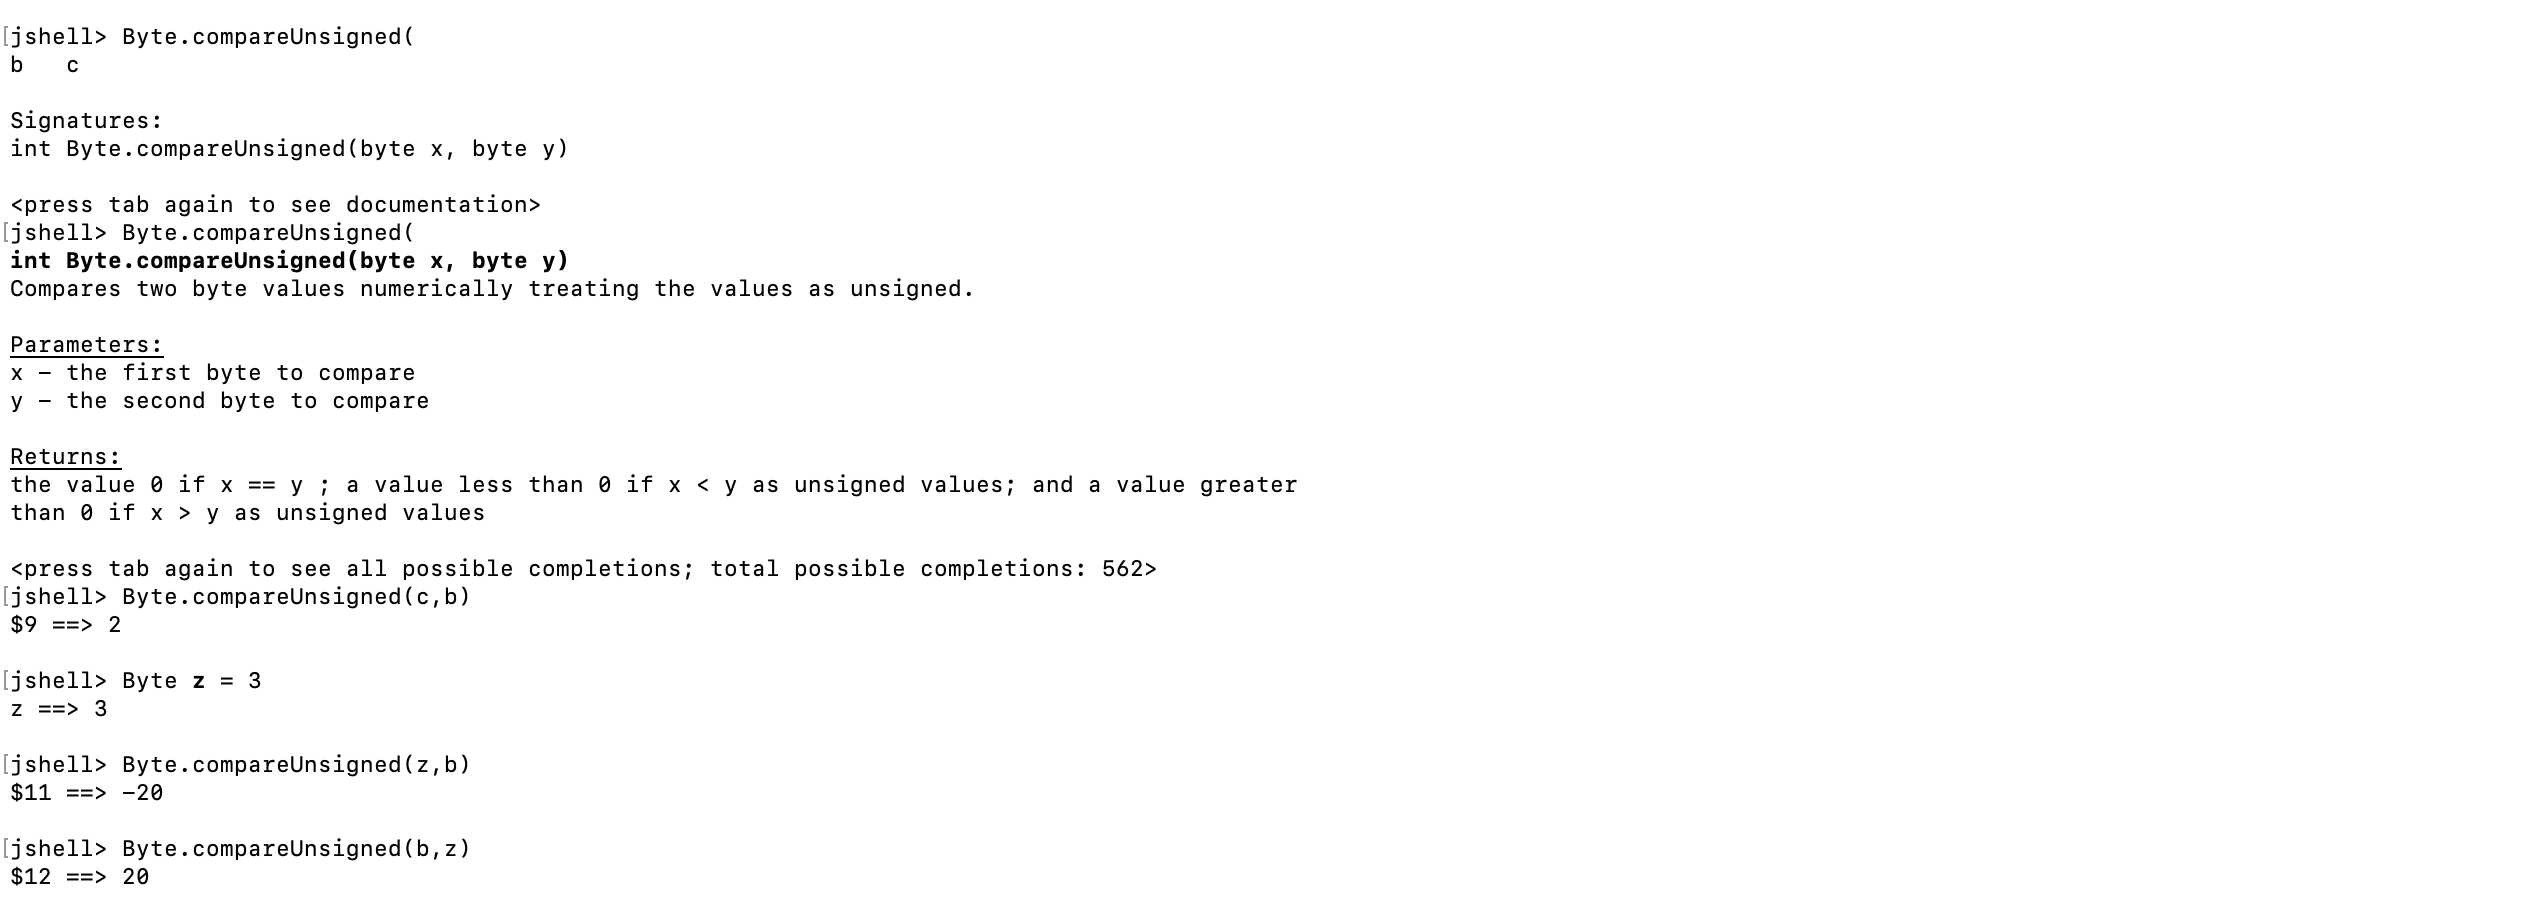 [jshell> Byte.compareUnsigned(
b   c
Signatures:
int Byte.compareUnsigned(byte x, byte y)
<press tab again to see documentation>
[jshell> Byte.compareUnsigned(
int Byte.compareUnsigned(byte x, byte y)
Compares two byte values numerically treating the values as unsigned.
Parameters:
x – the first byte to compare
y – the second byte to compare
Returns:
the value 0 if x == y ; a value less than 0 if x < y as unsigned values; and a value greater
than 0 if x > y as unsigned values
<press tab again to see all possible completions; total possible completions: 562>
[jshell> Byte.compareUnsigned(c,b)
$9 ==> 2
[jshell> Byte z = 3
z ==> 3
[jshell> Byte.compareUnsigned(z,b)
$11 ==> -20
[jshell> Byte.compareUnsigned(b,z)
$12 ==> 20